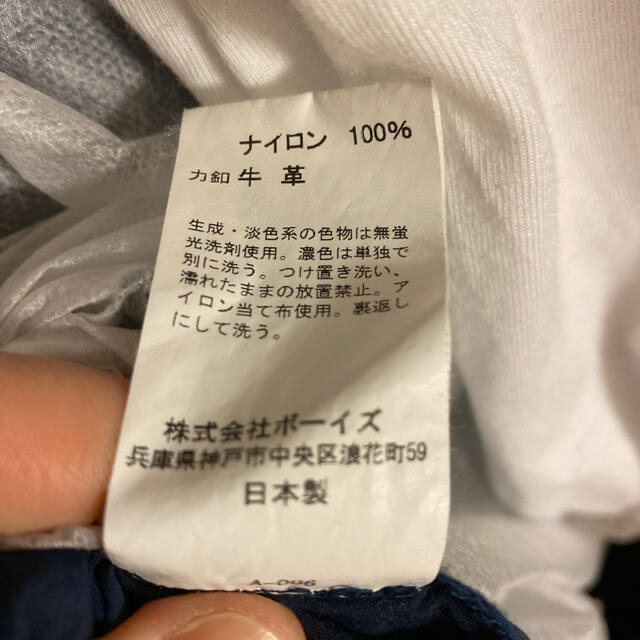 ナイロン 100%
力釦 牛 革
生成・淡色系の色物は無蛍
光洗剤使用。濃色は単独で
別に洗う。つけ置き洗い、
濡れたままの放置禁止。ア
イロン当て布使用。裏返し
にして洗う。
株式会社ボーイズ
兵庫県神戸市中央区浪花町59
日本製
A-086